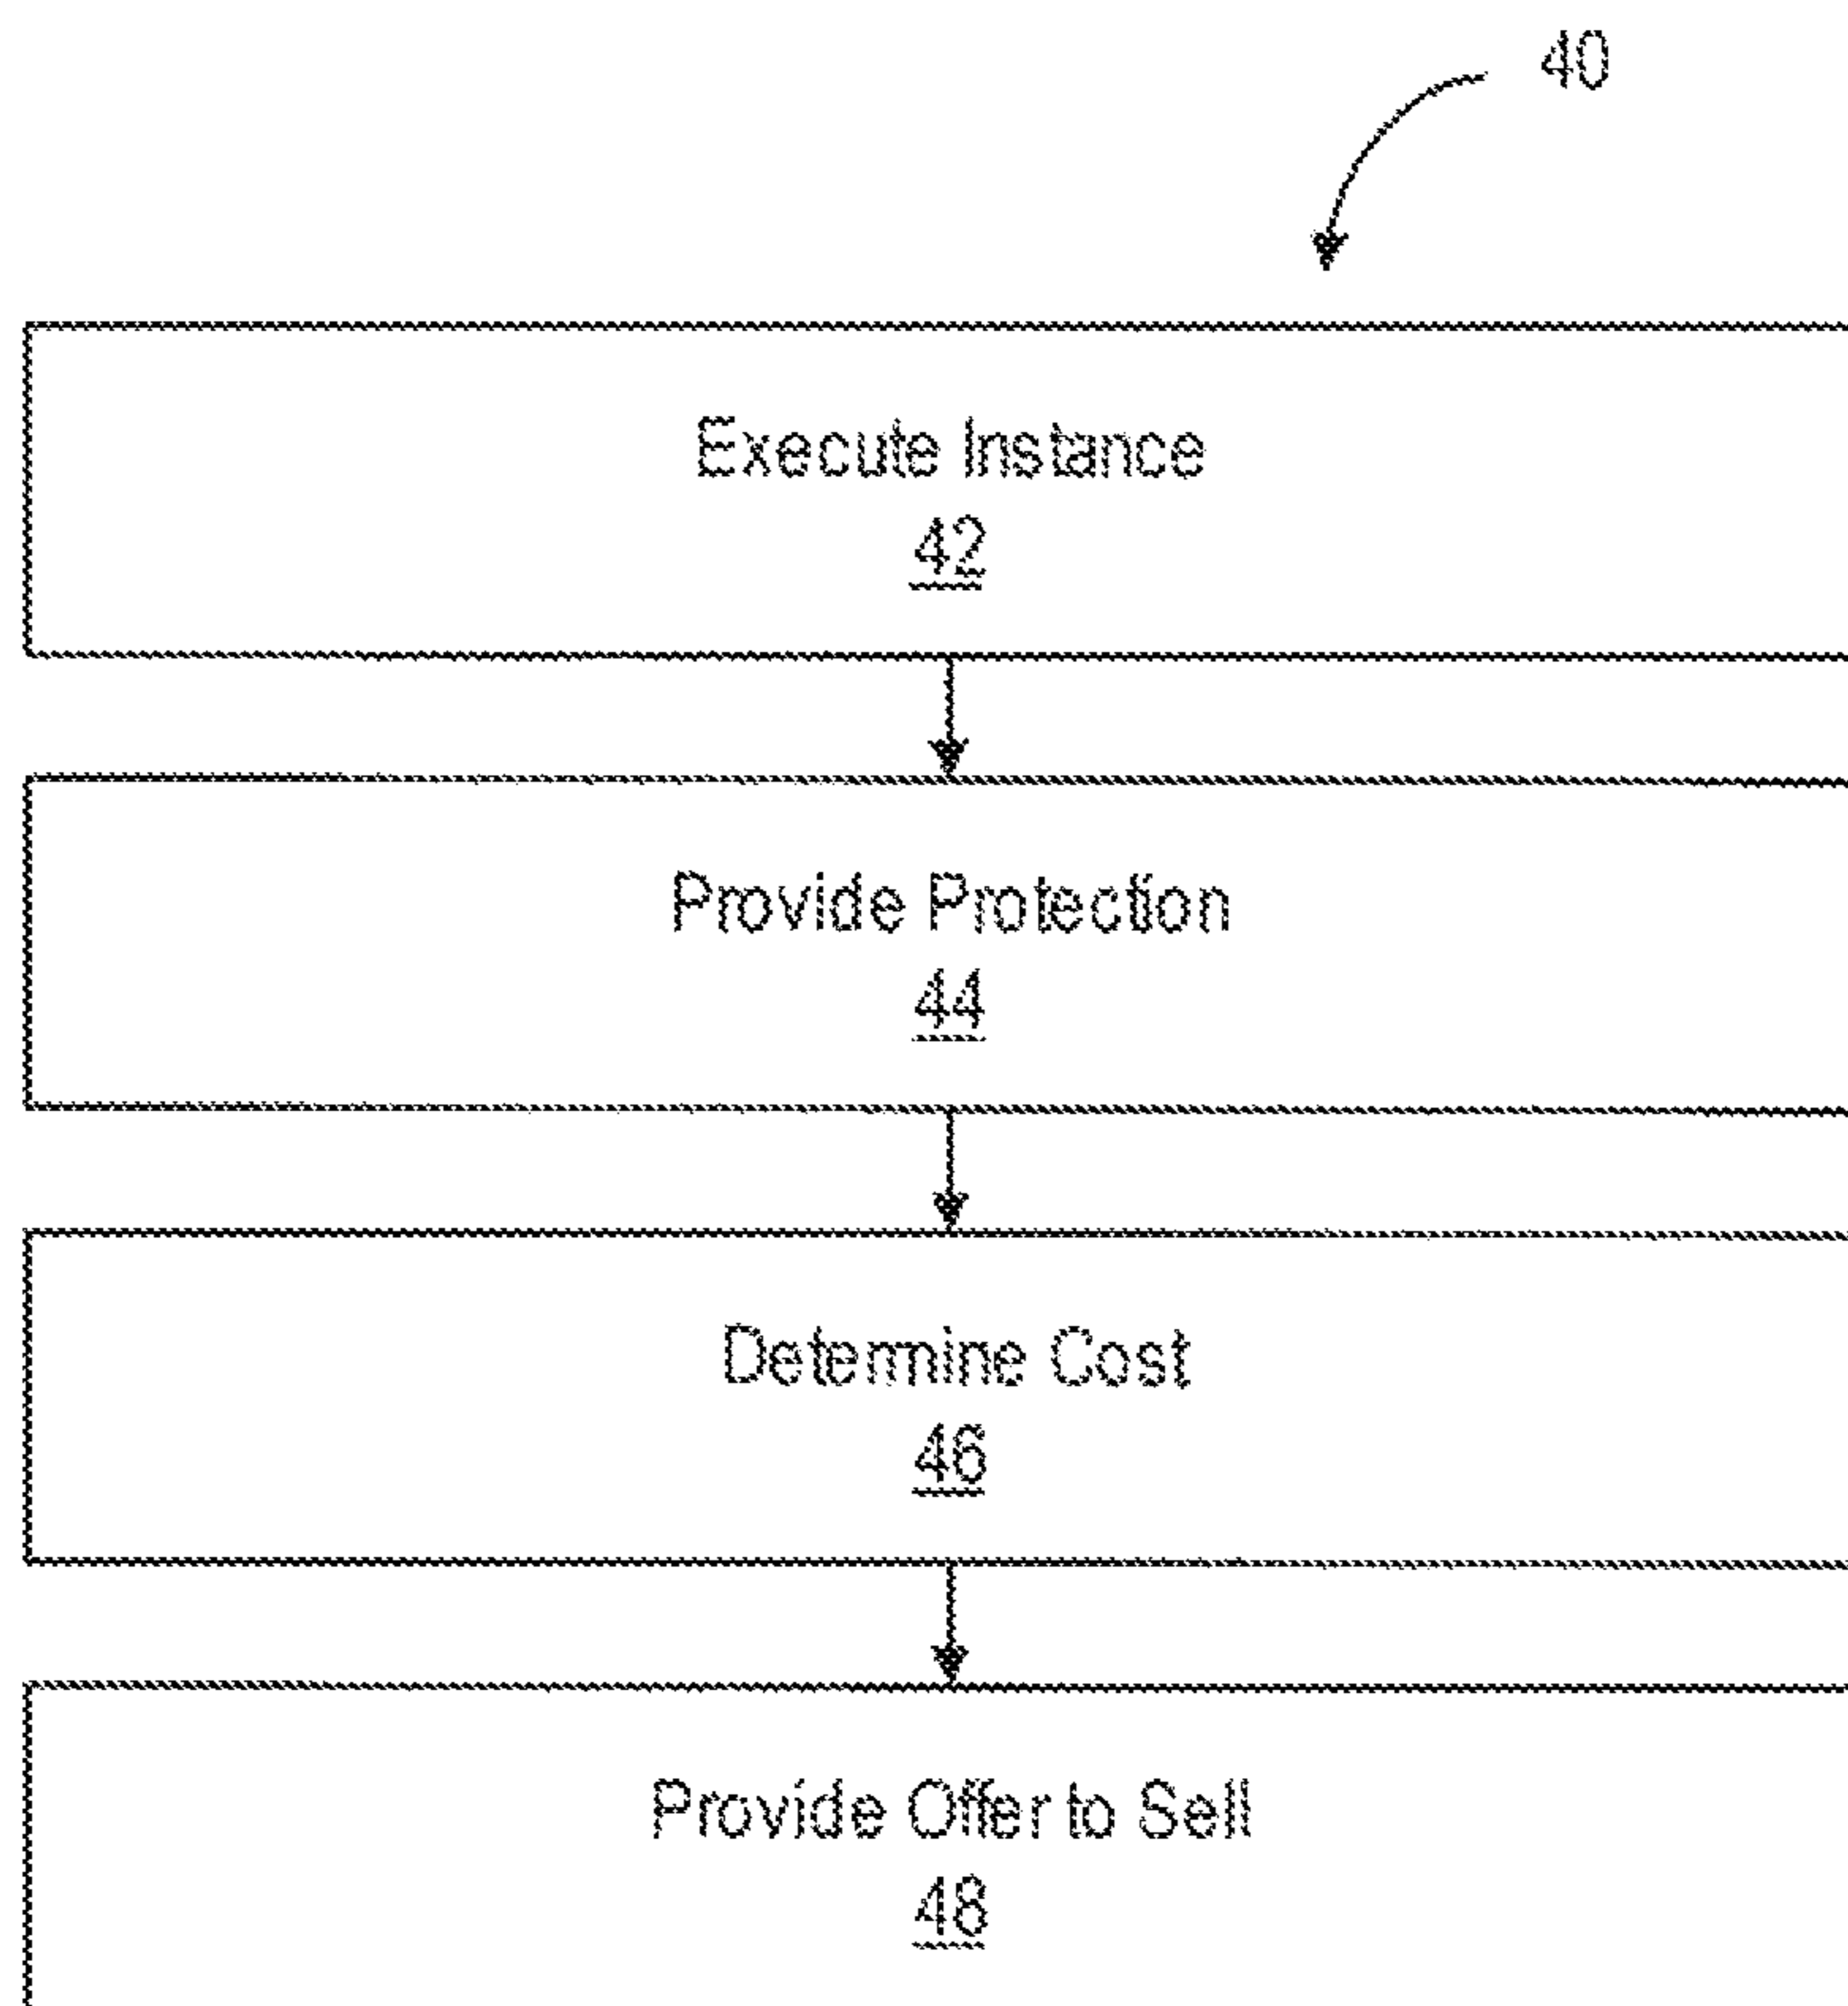 40
Execute Instance
42
Provide Protection
44
Determine Cost
46
Provide Offer to Sell
48